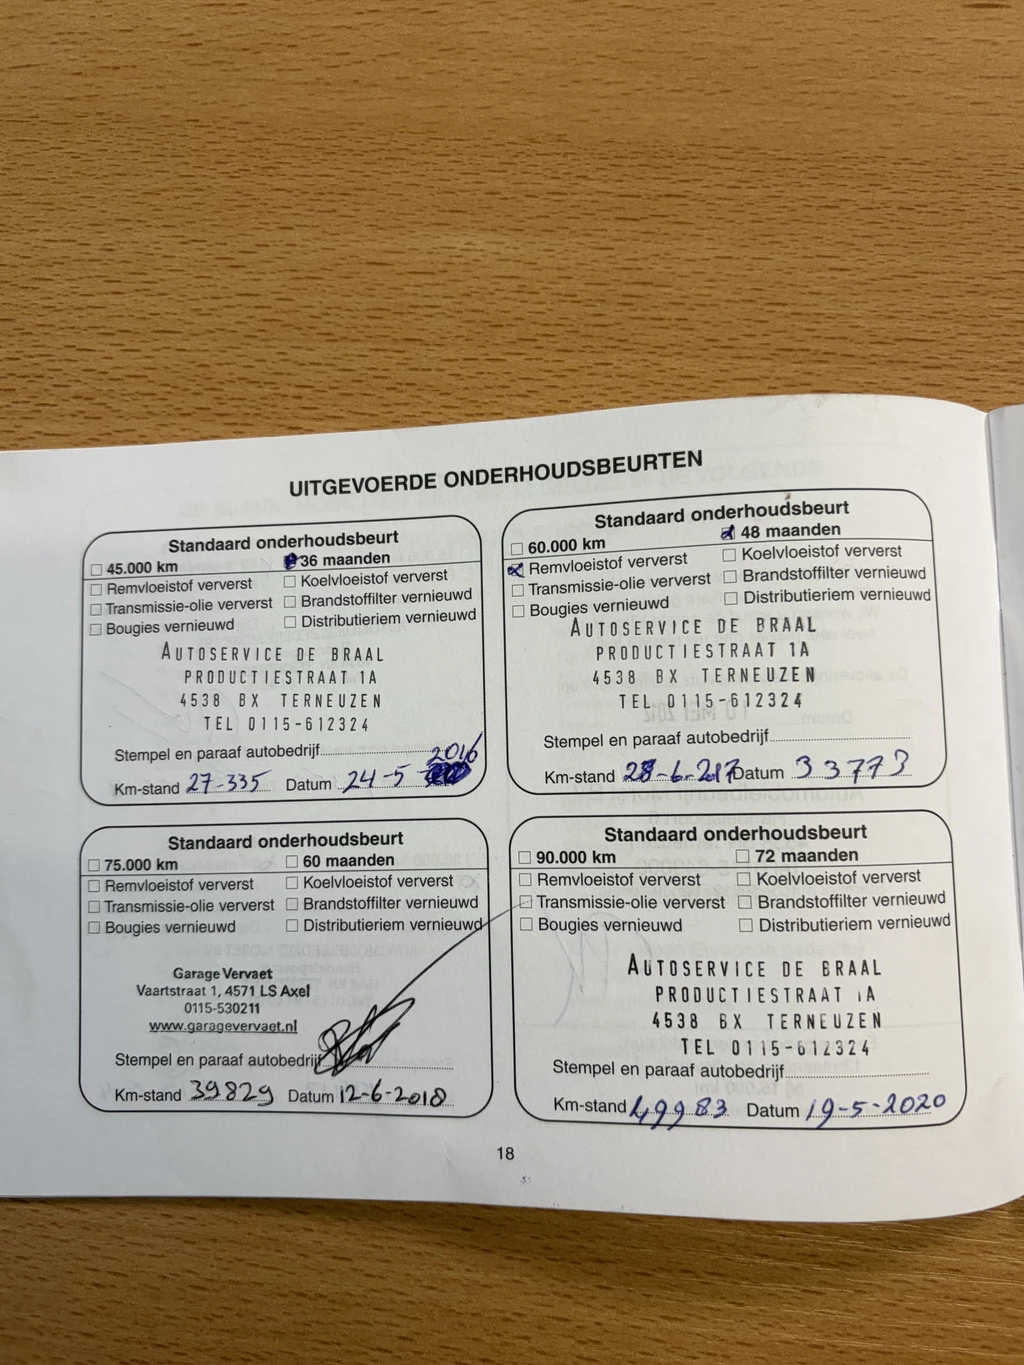 UITGEVOERDE ONDERHOUDSBEURTEN
Standaard onderhoudsbeurt
45.000 km 36 maanden
Remvloeistof ververst Koelvloeistof ververst
Transmissie-olie ververst Brandstoffilter vernieuwd
Bougies vernieuwd Distributieriem vernieuwd
AUTOSERVICE DE BRAAL
PRODUCTIESTRAAT 1A
4538 BX TERNEUZEN
TEL 0115-612324
Stempel en paraaf autobedrijf
2016
Km-stand 27-335 Datum 24-5
Standaard onderhoudsbeurt
60.000 km 48 maanden
Remvloeistof ververst Koelvloeistof ververst
Transmissie-olie ververst Brandstoffilter vernieuwd
Bougies vernieuwd Distributieriem vernieuwd
AUTOSERVICE DE BRAAL
PRODUCTIESTRAAT 1A
4538 BX TERNEUZEN
TEL 0115-612324
Stempel en paraaf autobedrijf
Km-stand 28-6-217 Datum 33773
Standaard onderhoudsbeurt
75.000 km 60 maanden
Remvloeistof ververst Koelvloeistof ververst
Transmissie-olie ververst Brandstoffilter vernieuwd
Bougies vernieuwd Distributieriem vernieuwd
Garage Vervaet
Vaartstraat 1, 4571 LS Axel
0115-530211
www.garagevervaet.nl
Stempel en paraaf autobedrijf
Km-stand 39829 Datum 12-6-2018
Standaard onderhoudsbeurt
90.000 km 72 maanden
Remvloeistof ververst Koelvloeistof ververst
Transmissie-olie ververst Brandstoffilter vernieuwd
Bougies vernieuwd Distributieriem vernieuwd
AUTOSERVICE DE BRAAL
PRODUCTIESTRAAT 1A
4538 BX TERNEUZEN
TEL 0115-612324
Stempel en paraaf autobedrijf
Km-stand 49983 Datum 19-5-2020
18